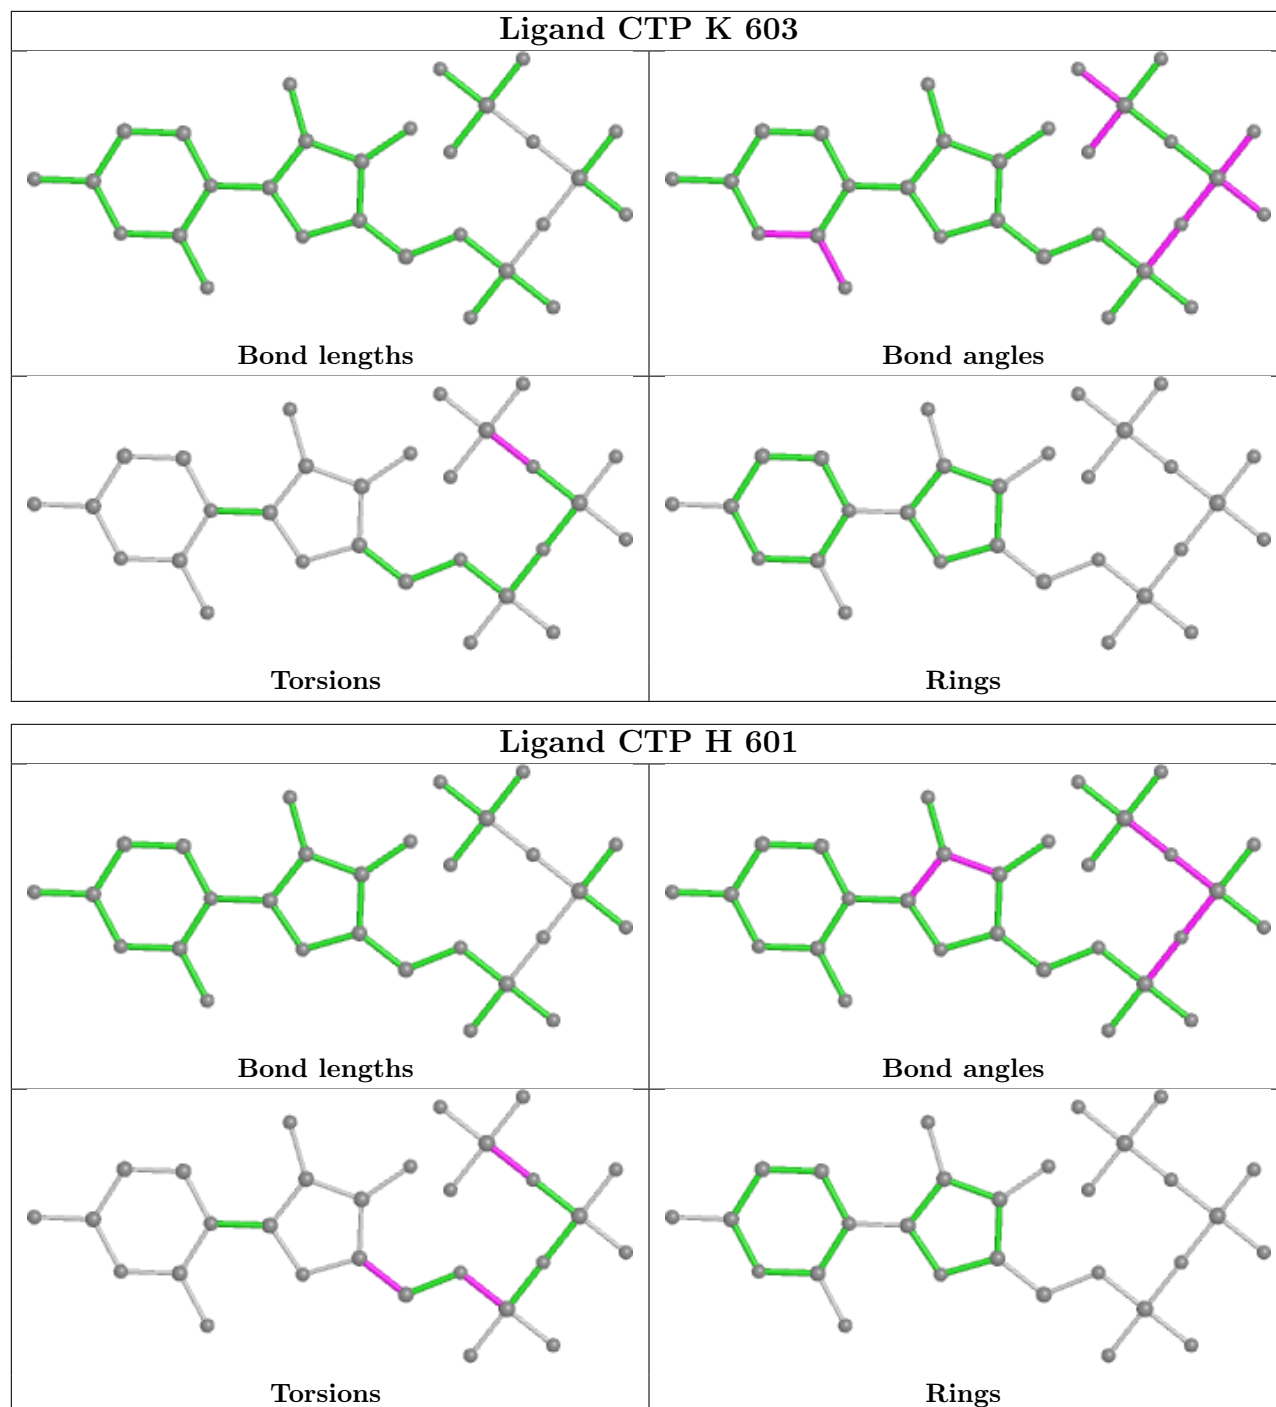 Ligand CTP K 603
Bond lengths
Bond angles
Torsions
Rings
Ligand CTP H 601
Bond lengths
Bond angles
Torsions
Rings